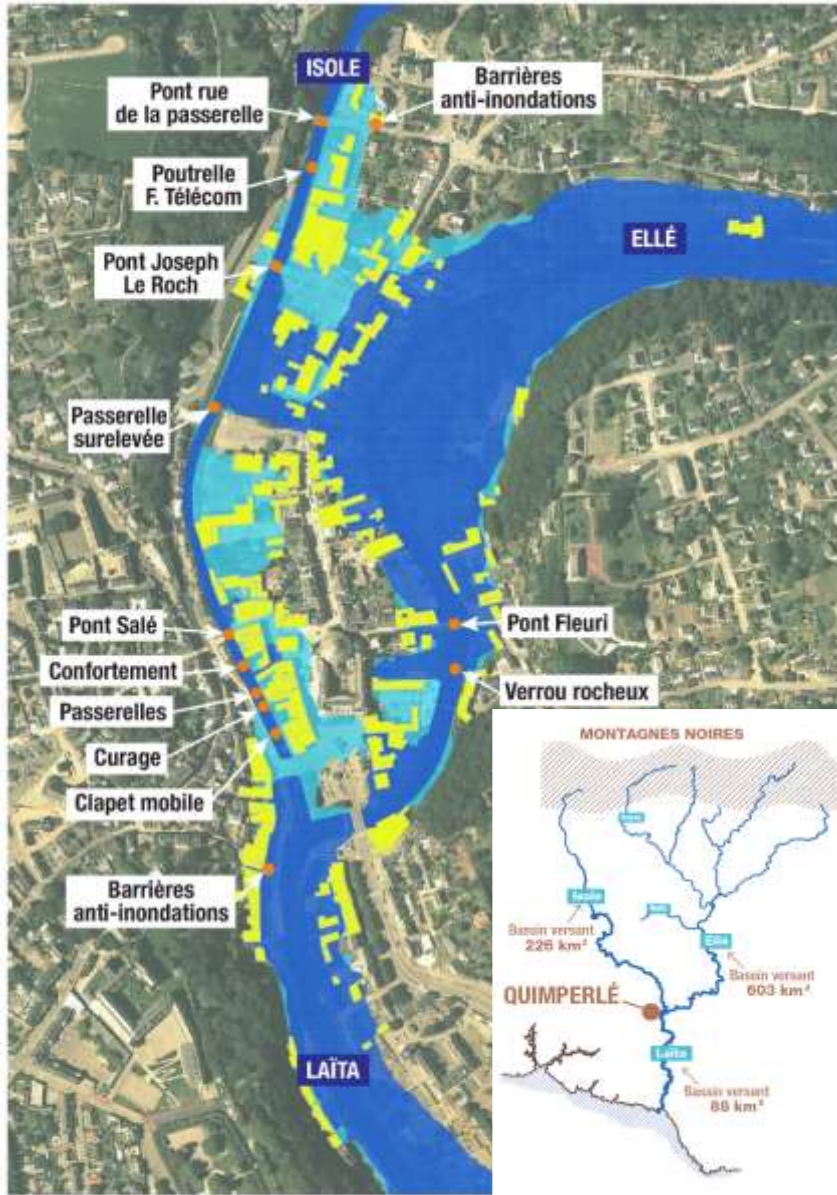 ISOLE
Pont rue
de la passerelle
Barrières
anti-inondations
Poutrelle
F. Télécom
ELLÉ
Pont Joseph
Le Roch
Passerelle
surelevée
Pont Salé
Confortement
Passerelles
Curage
Clapet mobile
Pont Fleuri
Verrou rocheux
Barrières
anti-inondations
LAÏTA
MONTAGNES NOIRES
Isole
Bassin versant
226 km²
Ellé
Bassin versant
603 km²
QUIMPERLÉ
Laïta
Bassin versant
86 km²